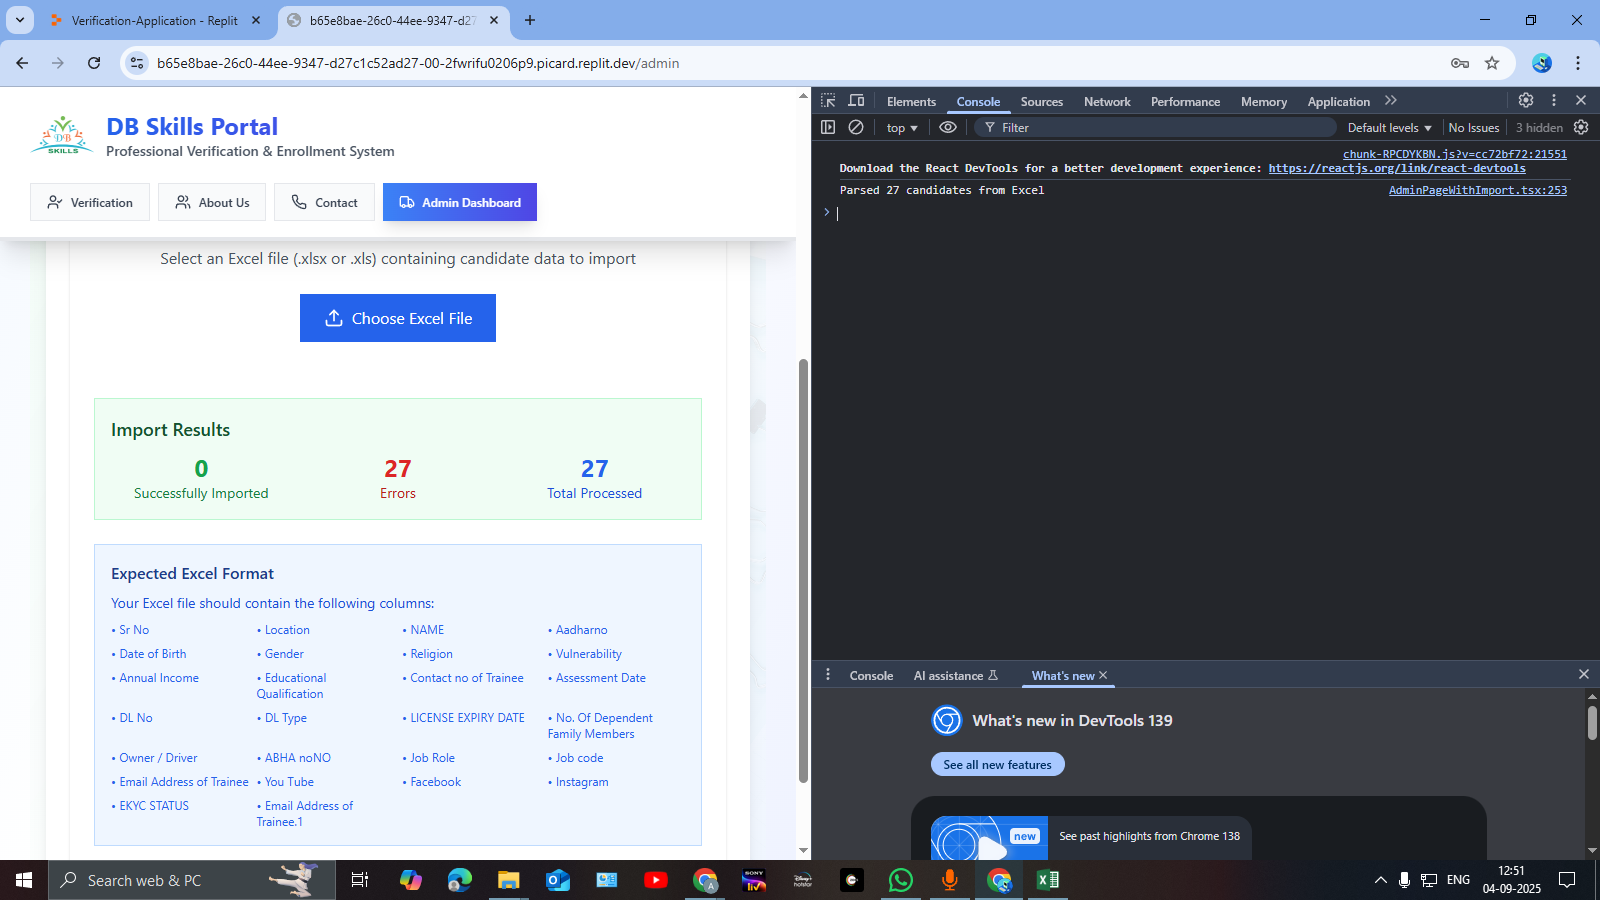 Verification-Application - Replit
b65e8bae-26c0-44ee-9347-d27
b65e8bae-26c0-44ee-9347-d27c1c52ad27-00-2fwrifu0206p9.picard.replit.dev/admin
DB
SKILLS
DB Skills Portal
Professional Verification & Enrollment System
Verification
About Us
Contact
Admin Dashboard
Select an Excel file (.xlsx or .xls) containing candidate data to import
Choose Excel File
Import Results
0 27 27
Successfully Imported Errors Total Processed
Expected Excel Format
Your Excel file should contain the following columns:
• Sr No • Location • NAME • Aadharno
• Date of Birth • Gender • Religion • Vulnerability
• Annual Income • Educational Qualification • Contact no of Trainee • Assessment Date
• DL No • DL Type • LICENSE EXPIRY DATE • No. Of Dependent Family Members
• Owner / Driver • ABHA noNO • Job Role • Job code
• Email Address of Trainee • You Tube • Facebook • Instagram
• EKYC STATUS • Email Address of Trainee.1
Elements Console Sources Network Performance Memory Application
top Filter Default levels No Issues 3 hidden
chunk-RPCDYKBN.js?v=cc72bf72:21551
Download the React DevTools for a better development experience: https://reactjs.org/link/react-devtools
Parsed 27 candidates from Excel AdminPageWithImport.tsx:253
Console AI assistance What's new
What's new in DevTools 139
See all new features
new
See past highlights from Chrome 138
Search web & PC
SONY
liv
hotstar
A
ENG
12:51
04-09-2025